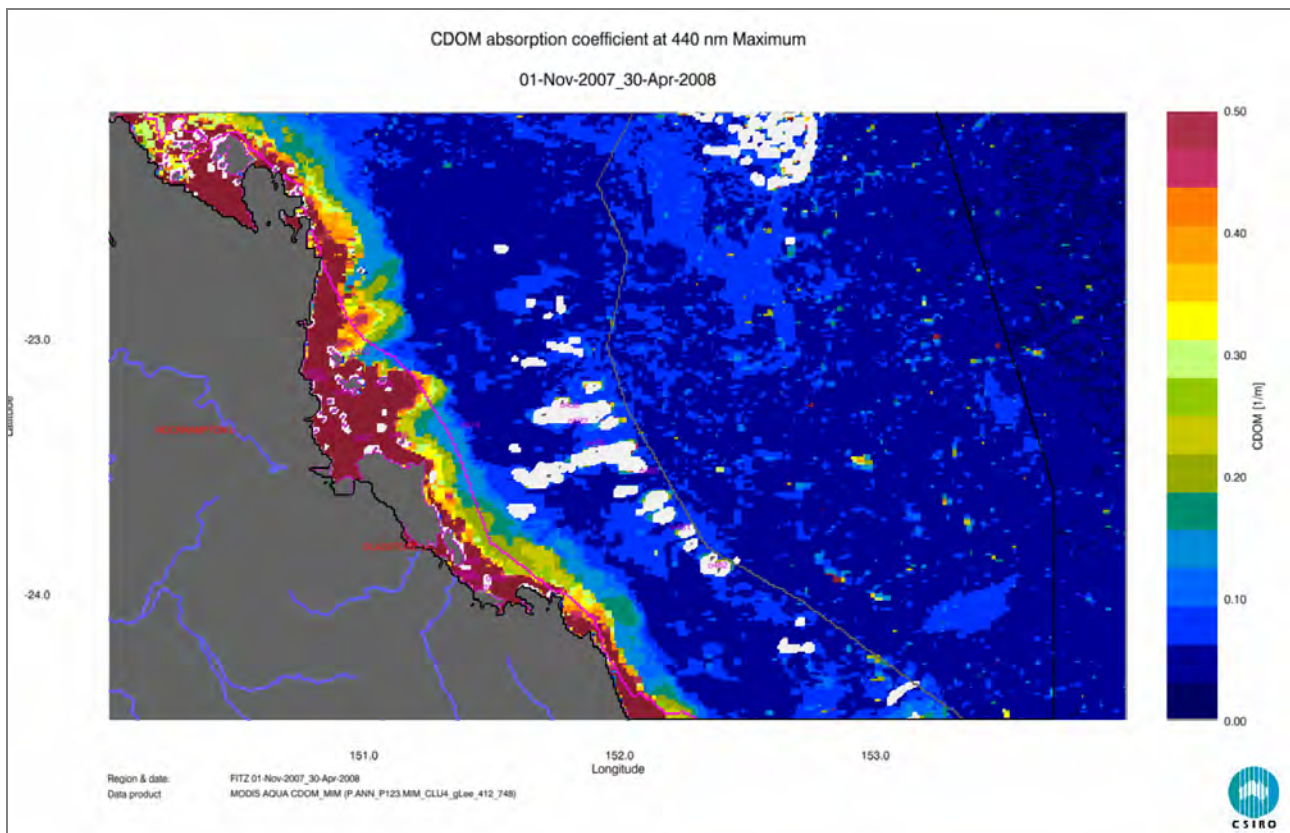 CDOM absorption coefficient at 440 nm Maximum
01-Nov-2007_30-Apr-2008
0.50
0.40
0.30
0.20
0.10
0.00
CDOM [1/m]
-23.0
-24.0
Latitude
151.0
152.0
153.0
Longitude
Region & date: FITZ 01-Nov-2007_30-Apr-2008
Data product MODIS AQUA CDOM_MIM (P.ANN_P123.MIM_CLU4_gLee_412_748)
CSIRO